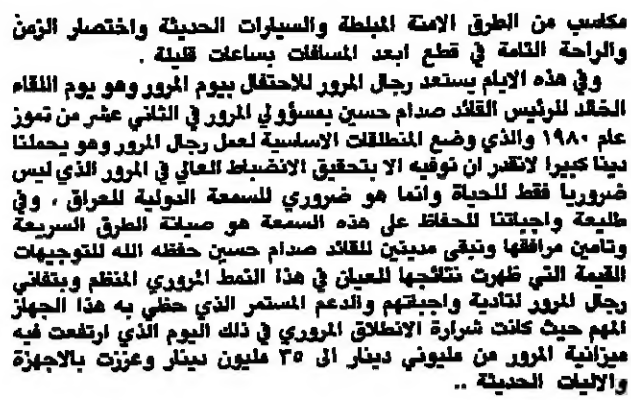 مكاسب من الطرق الامنة المبلطة والسيارات الحديثة واختصار الزمن
والراحة التامة في قطع ابعد المسافات بساعات قليلة .
وفي هذه الايام يستعد رجال المرور للاحتفال بيوم المرور وهو يوم اللقاء
الخالد للرئيس القائد صدام حسين بمسؤولي المرور في الثاني عشر من تموز
عام ١٩٨٠ والذي وضع المنطلقات الاساسية لعمل رجال المرور وهو يحملنا
دينا كبيرا لانقدر ان نوفيه الا بتحقيق الانضباط العالي في المرور الذي ليس
ضروريا فقط للحياة وانما هو ضروري للسمعة الدولية للعراق ، وفي
طليعة واجباتنا للحفاظ على هذه السمعة هو صيانة الطرق السريعة
وتامين مرافقها ونبقى مدينين للقائد صدام حسين حفظه الله للتوجيهات
القيمة التي ظهرت نتائجها للعيان في هذا النمط المروري المنظم وبتفاني
رجال المرور لتادية واجباتهم والدعم المستمر الذي حظي به هذا الجهاز
المهم حيث كانت شرارة الانطلاق المروري في ذلك اليوم الذي ارتفعت فيه
ميزانية المرور من مليوني دينار الى ٣٥ مليون دينار وعززت بالاجهزة
والاليات الحديثة ..